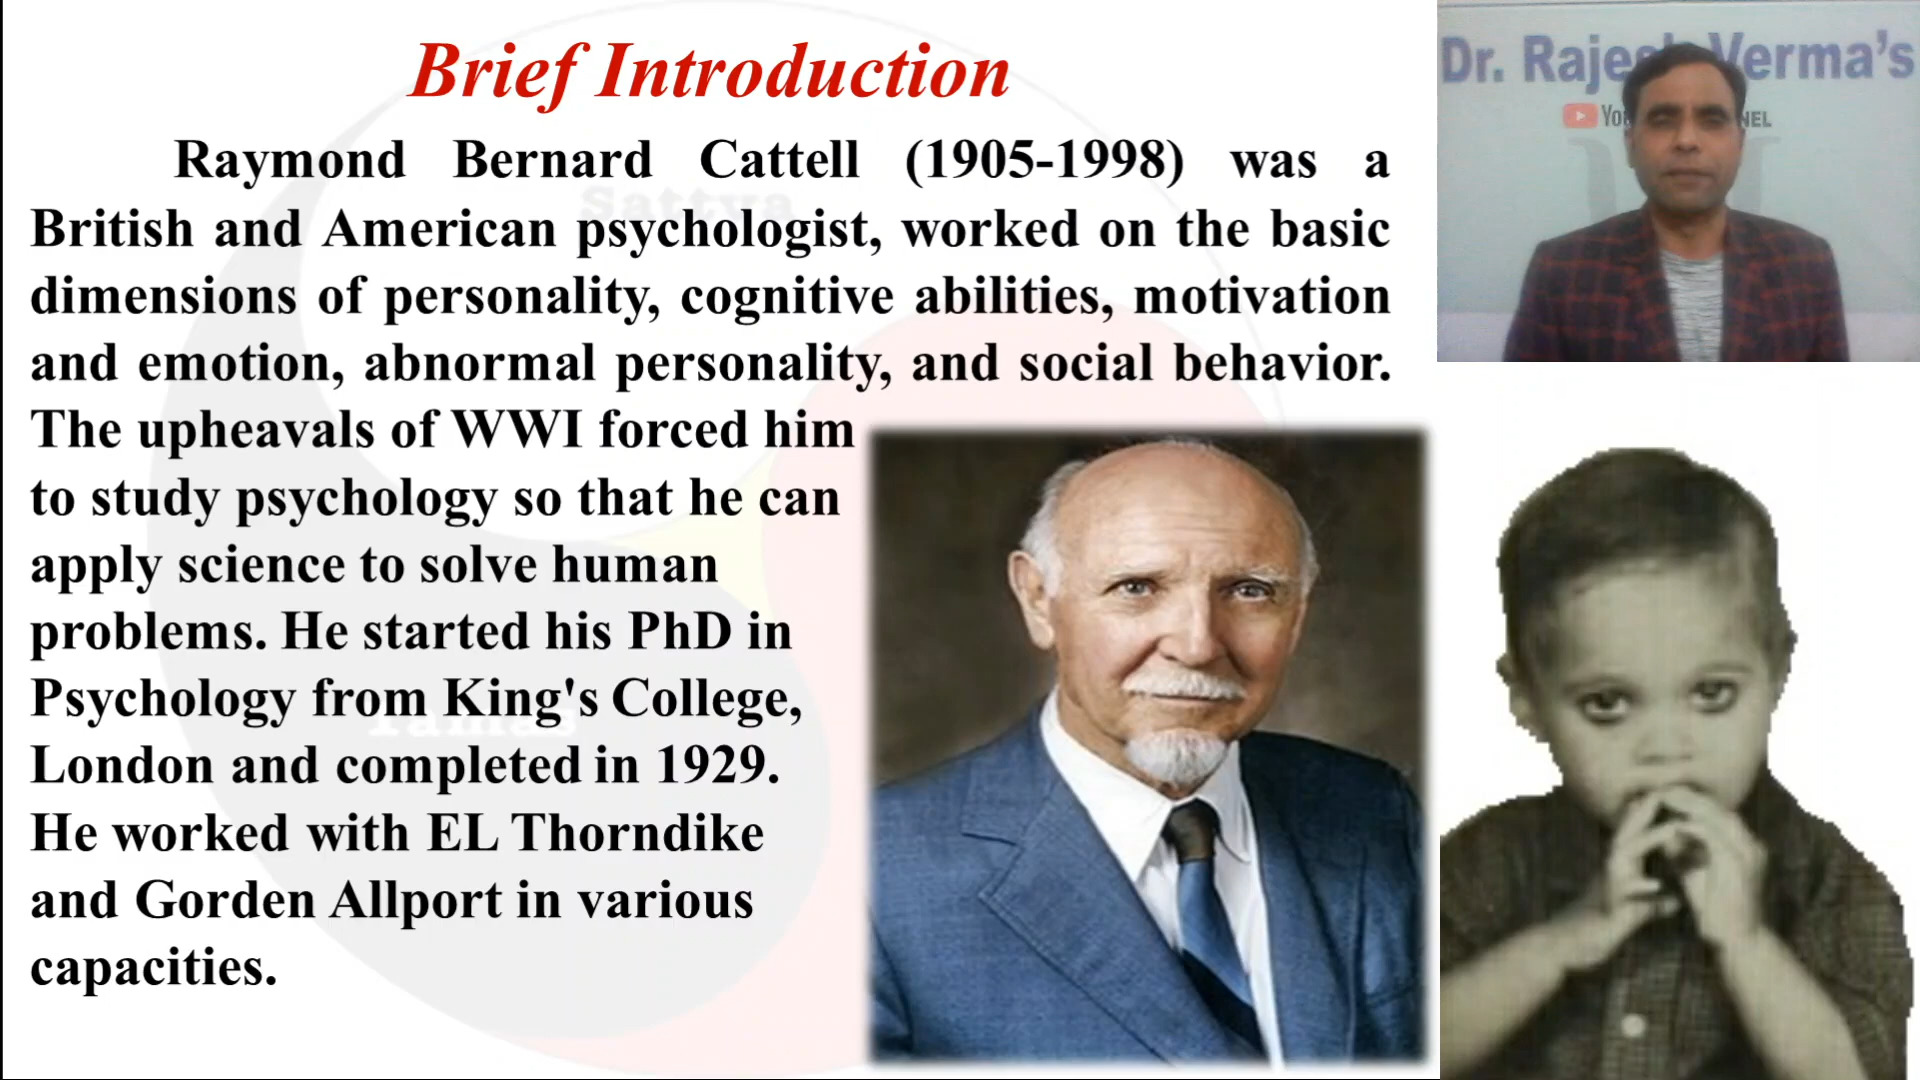 Brief Introduction
Raymond Bernard Cattell (1905-1998) was a
British and American psychologist, worked on the basic
dimensions of personality, cognitive abilities, motivation
and emotion, abnormal personality, and social behavior.
The upheavals of WWI forced him
to study psychology so that he can
apply science to solve human
problems. He started his PhD in
Psychology from King's College,
London and completed in 1929.
He worked with EL Thorndike
and Gorden Allport in various
capacities.
Sattva
Tamas
Dr. Verma's